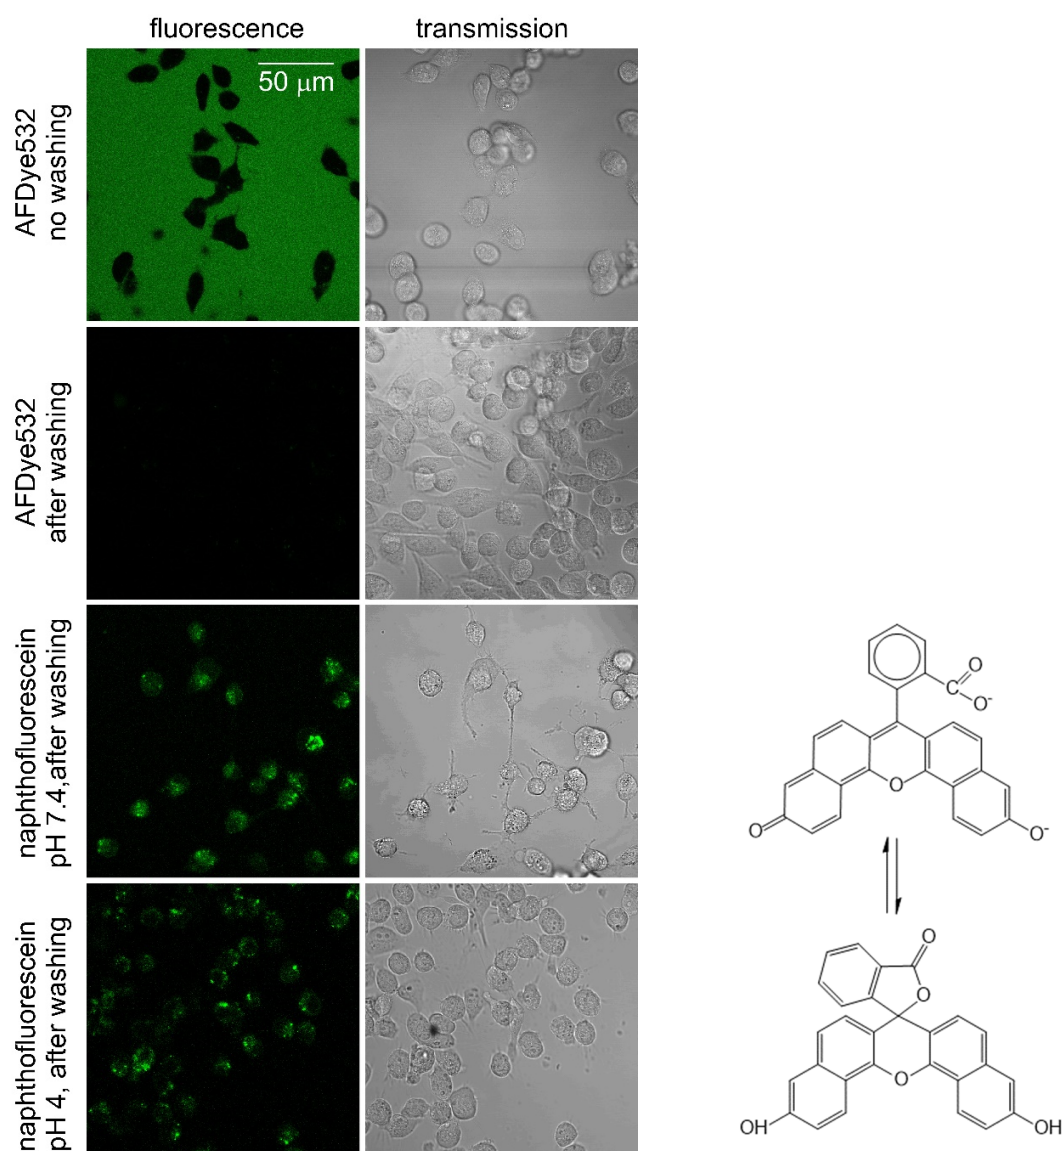 fluorescence
transmission
50 μm
AFDye532
no washing
AFDye532
after washing
naphthofluorescein
pH 7.4,after washing
naphthofluorescein
pH 4, after washing
O
C
O-
O
O
O-
O
O
O
OH
OH